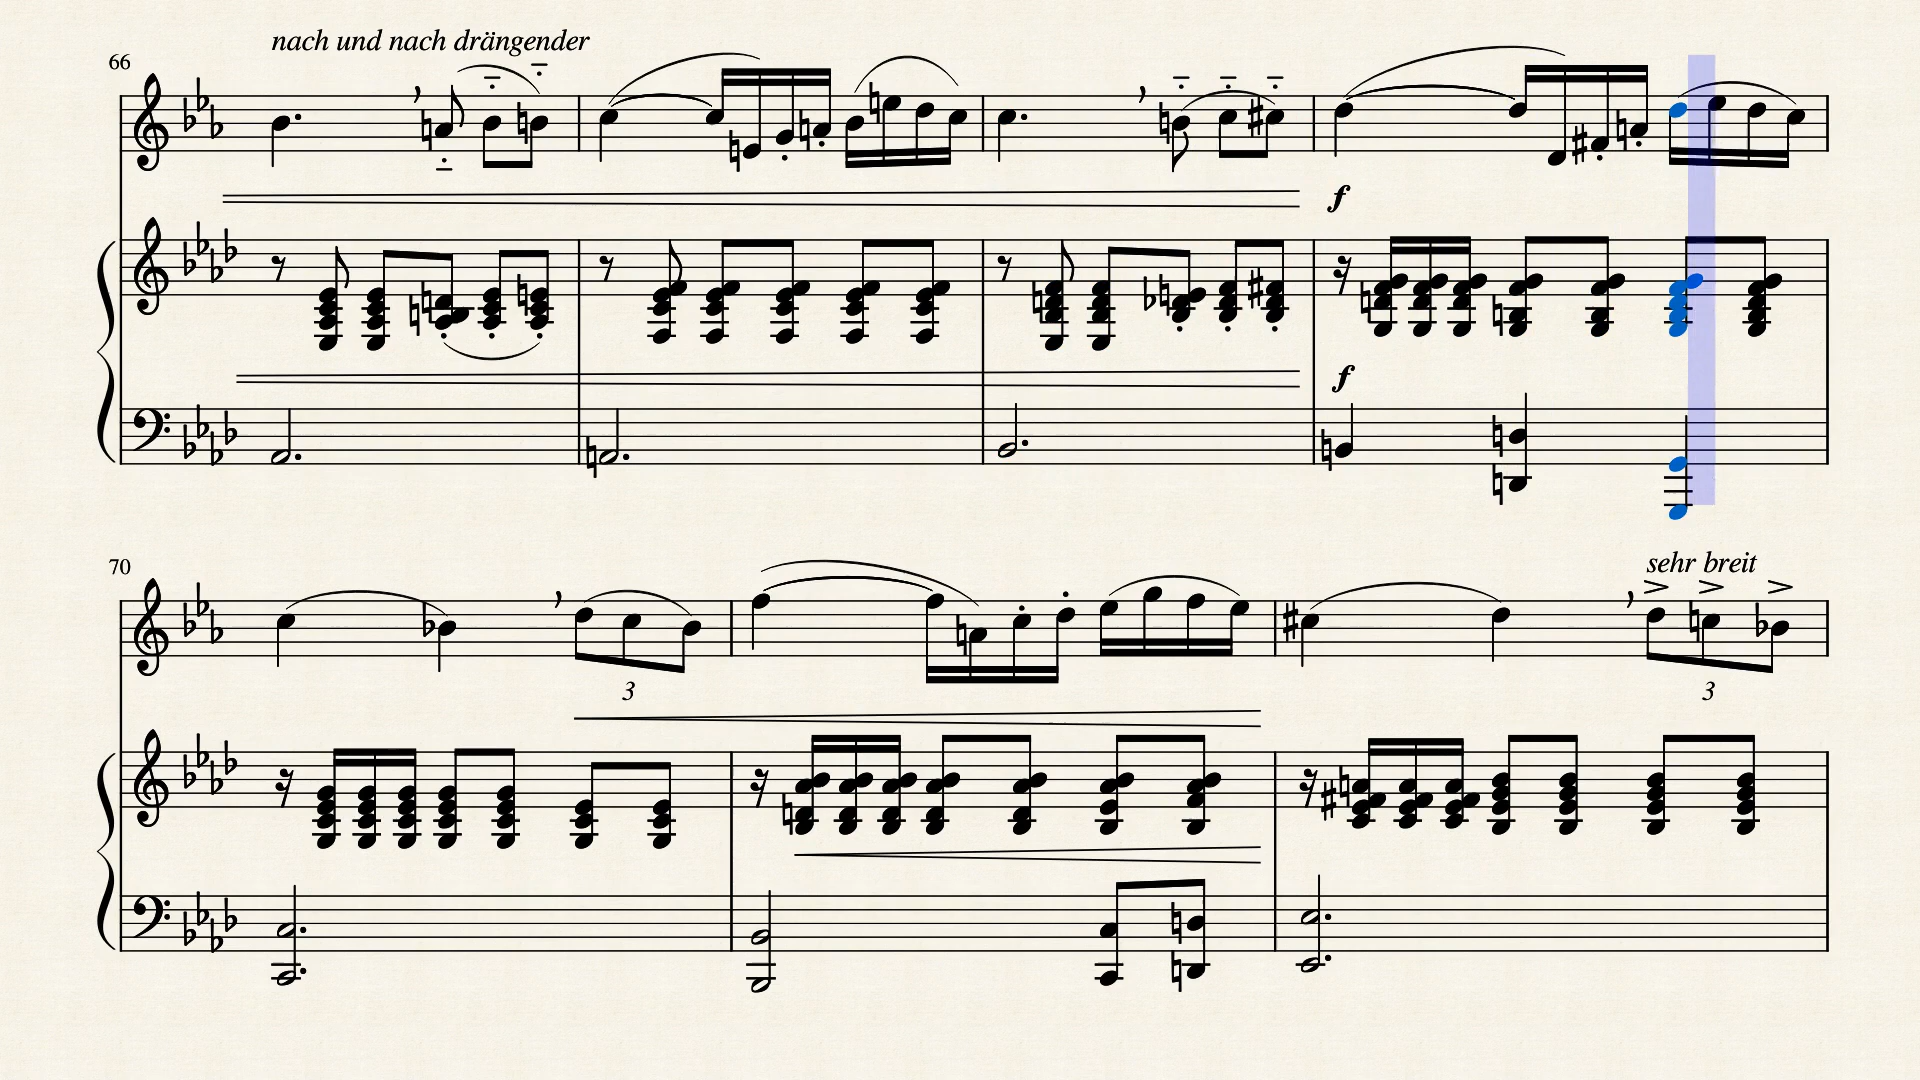 nach und nach drängender
66
f
f
70
sehr breit
3
3